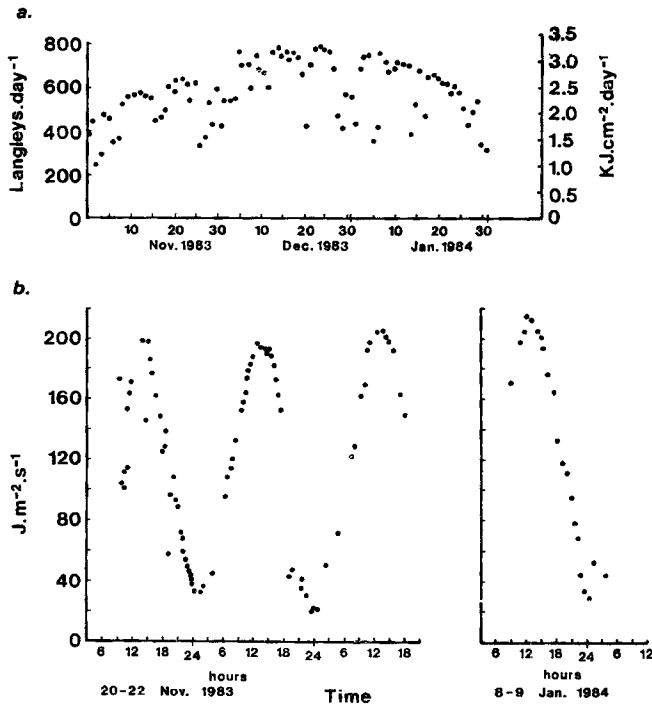 a.
800
600
400
200
0
Langleys.day⁻¹
3.5
3.0
2.5
2.0
1.5
1.0
0.5
0
KJ.cm⁻².day⁻¹
10 20 30 10 20 30 10 20 30
Nov. 1983 Dec. 1983 Jan. 1984
b.
200
160
120
80
40
0
J.m⁻².s⁻¹
6 12 18 24 6 12 18 24 6 12 18
6 12 18 24 6 12
hours hours
20-22 Nov. 1983 Time 8-9 Jan. 1984